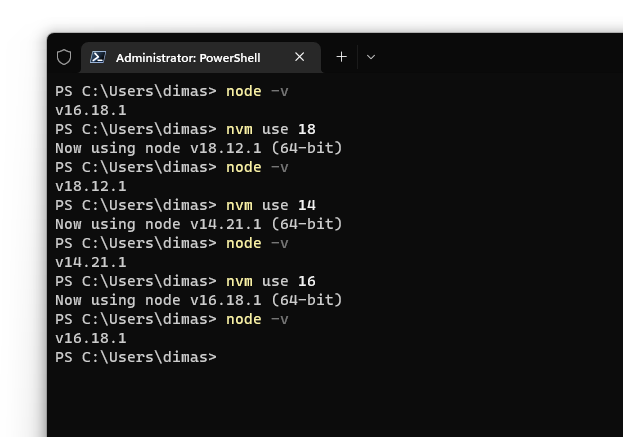 Administrator: PowerShell
PS C:\Users\dimas> node -v
v16.18.1
PS C:\Users\dimas> nvm use 18
Now using node v18.12.1 (64-bit)
PS C:\Users\dimas> node -v
v18.12.1
PS C:\Users\dimas> nvm use 14
Now using node v14.21.1 (64-bit)
PS C:\Users\dimas> node -v
v14.21.1
PS C:\Users\dimas> nvm use 16
Now using node v16.18.1 (64-bit)
PS C:\Users\dimas> node -v
v16.18.1
PS C:\Users\dimas>